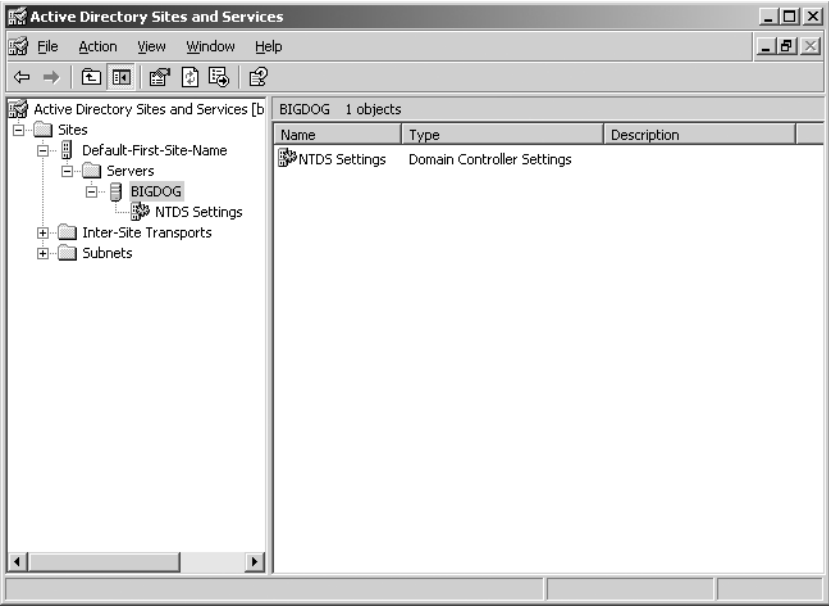 Active Directory Sites and Services
File Action View Window Help
Active Directory Sites and Services [b
Sites
Default-First-Site-Name
Servers
BIGDOG
NTDS Settings
Inter-Site Transports
Subnets
BIGDOG 1 objects
Name Type Description
NTDS Settings Domain Controller Settings